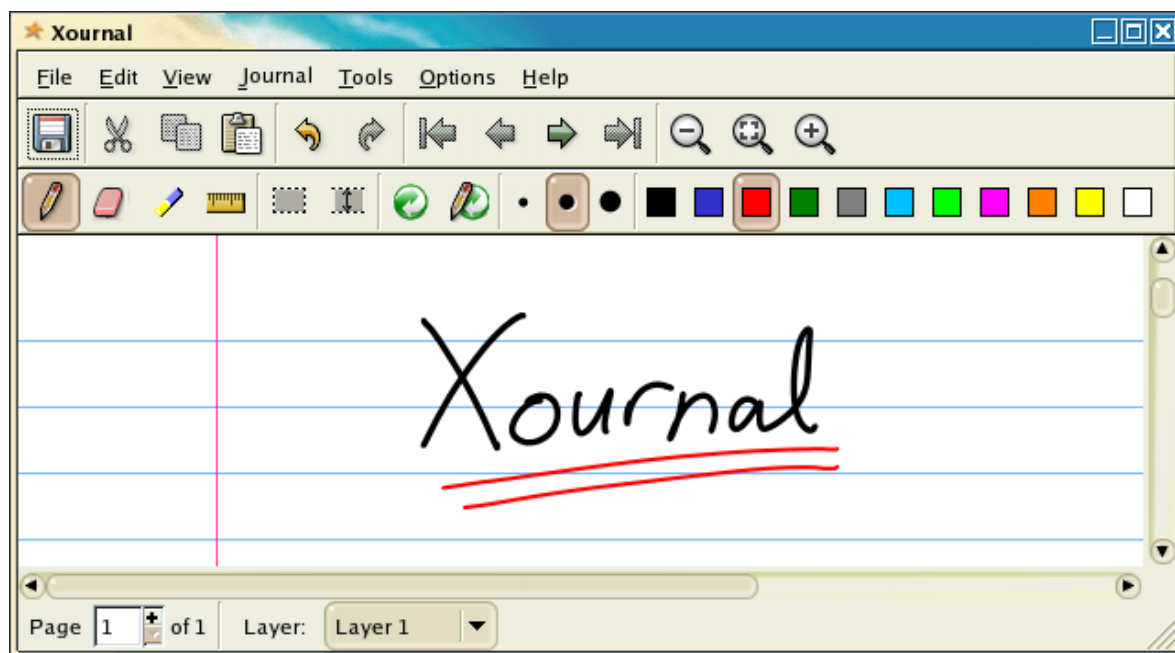 Xournal
File Edit View Journal Tools Options Help
Xournal
Page 1 of 1 Layer: Layer 1